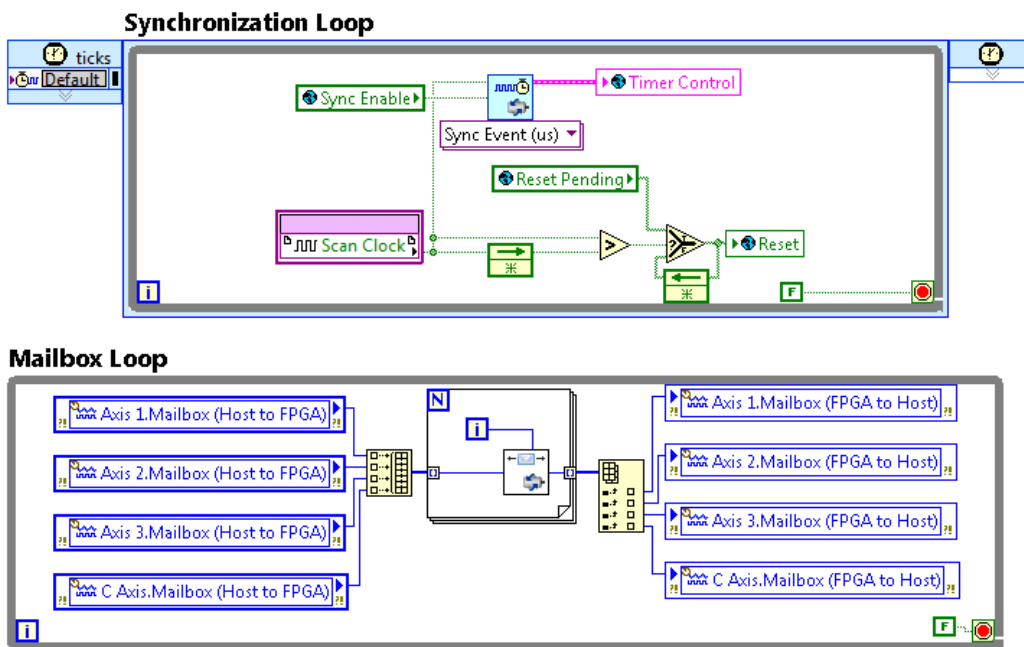 Synchronization Loop
ticks
Default
Sync Enable
Timer Control
Sync Event (us)
Reset Pending
Scan Clock
>
?
Reset
i
F
Mailbox Loop
Axis 1.Mailbox (Host to FPGA)
Axis 2.Mailbox (Host to FPGA)
Axis 3.Mailbox (Host to FPGA)
C Axis.Mailbox (Host to FPGA)
N
i
Axis 1.Mailbox (FPGA to Host)
Axis 2.Mailbox (FPGA to Host)
Axis 3.Mailbox (FPGA to Host)
C Axis.Mailbox (FPGA to Host)
i
F